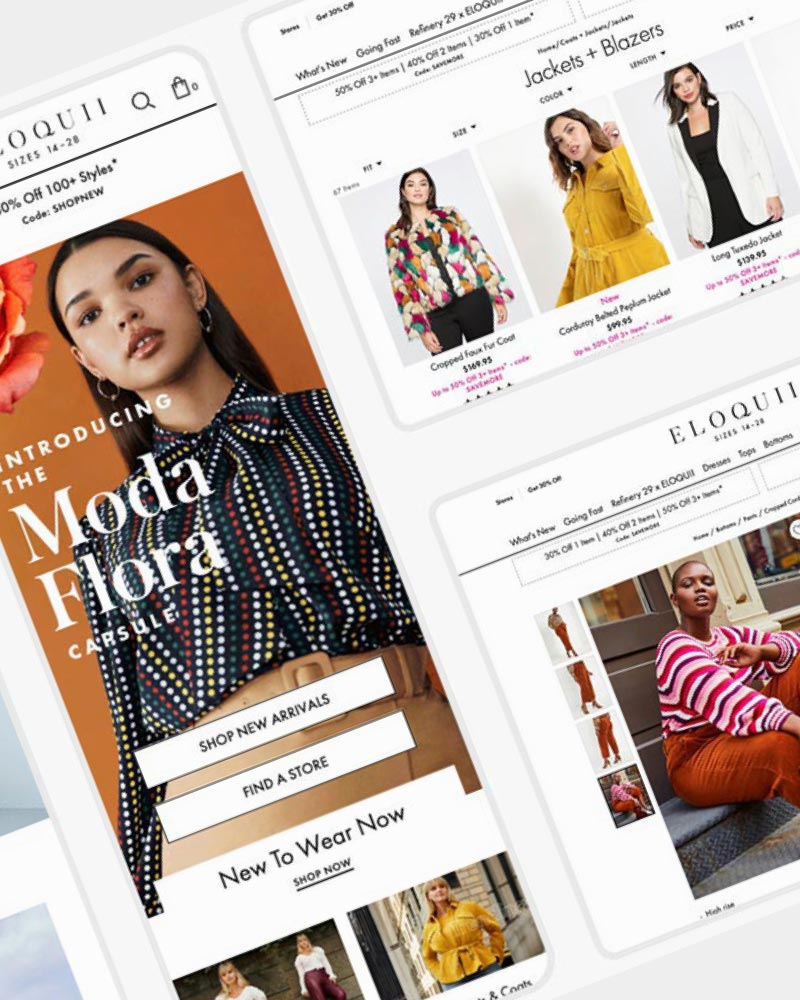 LOQUII
SIZES 14-28
0
0% Off 100+ Styles*
Code: SHOPNEW
INTRODUCING
THE
Moda
Flora
CAPSULE
SHOP NEW ARRIVALS
FIND A STORE
New To Wear Now
SHOP NOW
Stores
Get 30% Off
What's New Going Fast Refinery 29 x ELOQUII
50% Off 3+ Items | 40% Off 2 Items | 30% Off 1 Item*
Code: SAVEMORE
Home / Coats + Jackets / Jackets
Jackets + Blazers
FIT
SIZE
COLOR
LENGTH
PRICE
67 Items
Cropped Faux Fur Coat
$169.95
Up to 50% Off 3+ Items* - code:
SAVEMORE
New
Corduroy Belted Peplum Jacket
$99.95
Up to 50% Off 3+ Items* - code:
Long Tuxedo Jacket
$139.95
Up to 50% Off 3+ Items* - code:
SAVEMORE
ELOQUII
SIZES 14-28
Stores
Get 30% Off
What's New Going Fast Refinery 29 x ELOQUII Dresses Tops Bottoms
30% Off 1 Item | 40% Off 2 Items | 50% Off 3+ Items*
Code: SAVEMORE
Home / Bottoms / Pants / Cropped
High rise